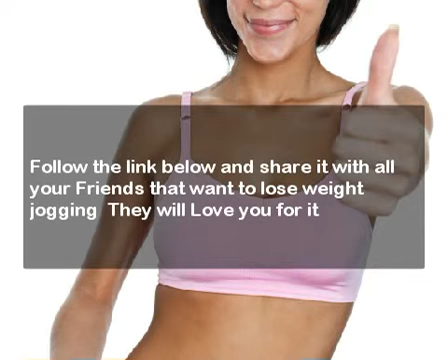 Follow the link below and share it with all
your Friends that want to lose weight
jogging  They will Love you for it